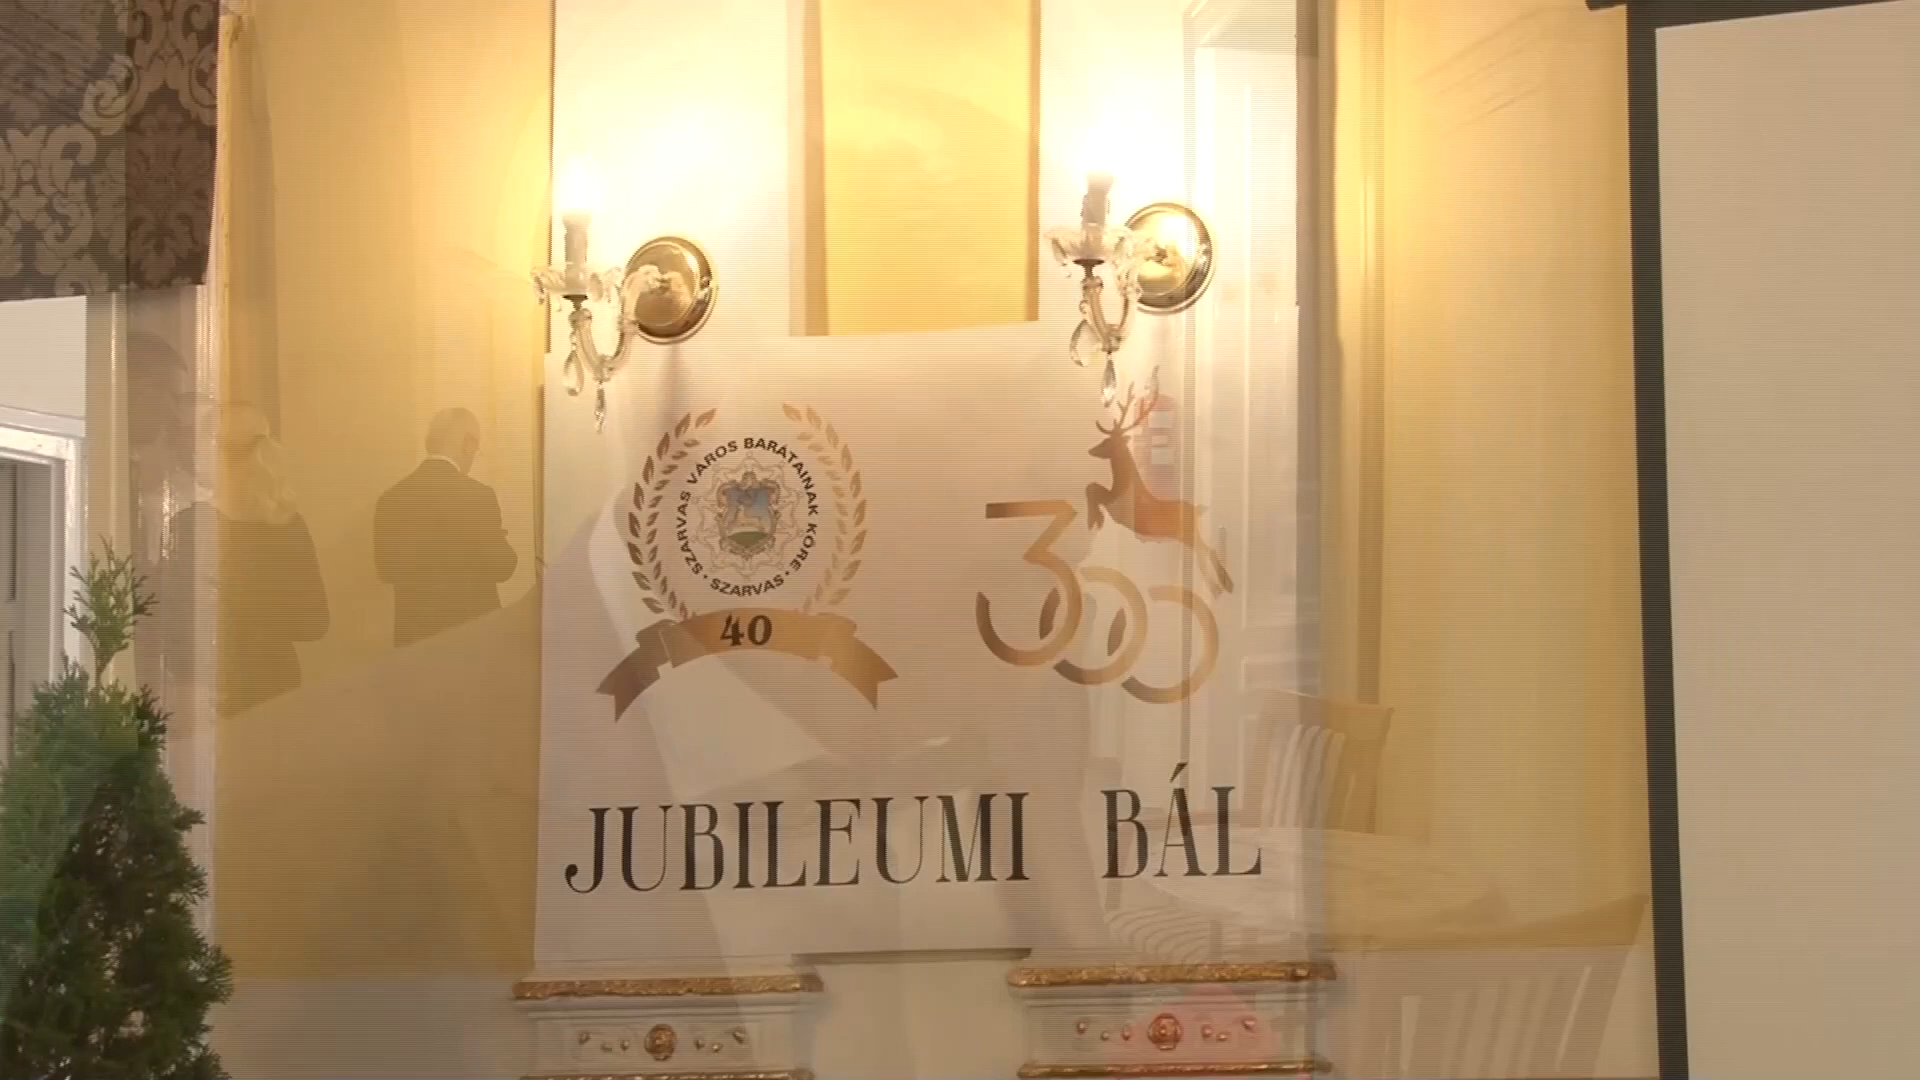 SZARVAS VÁROS BARÁTAINAK KÖRE
• SZARVAS •
40
300
JUBILEUMI BÁL